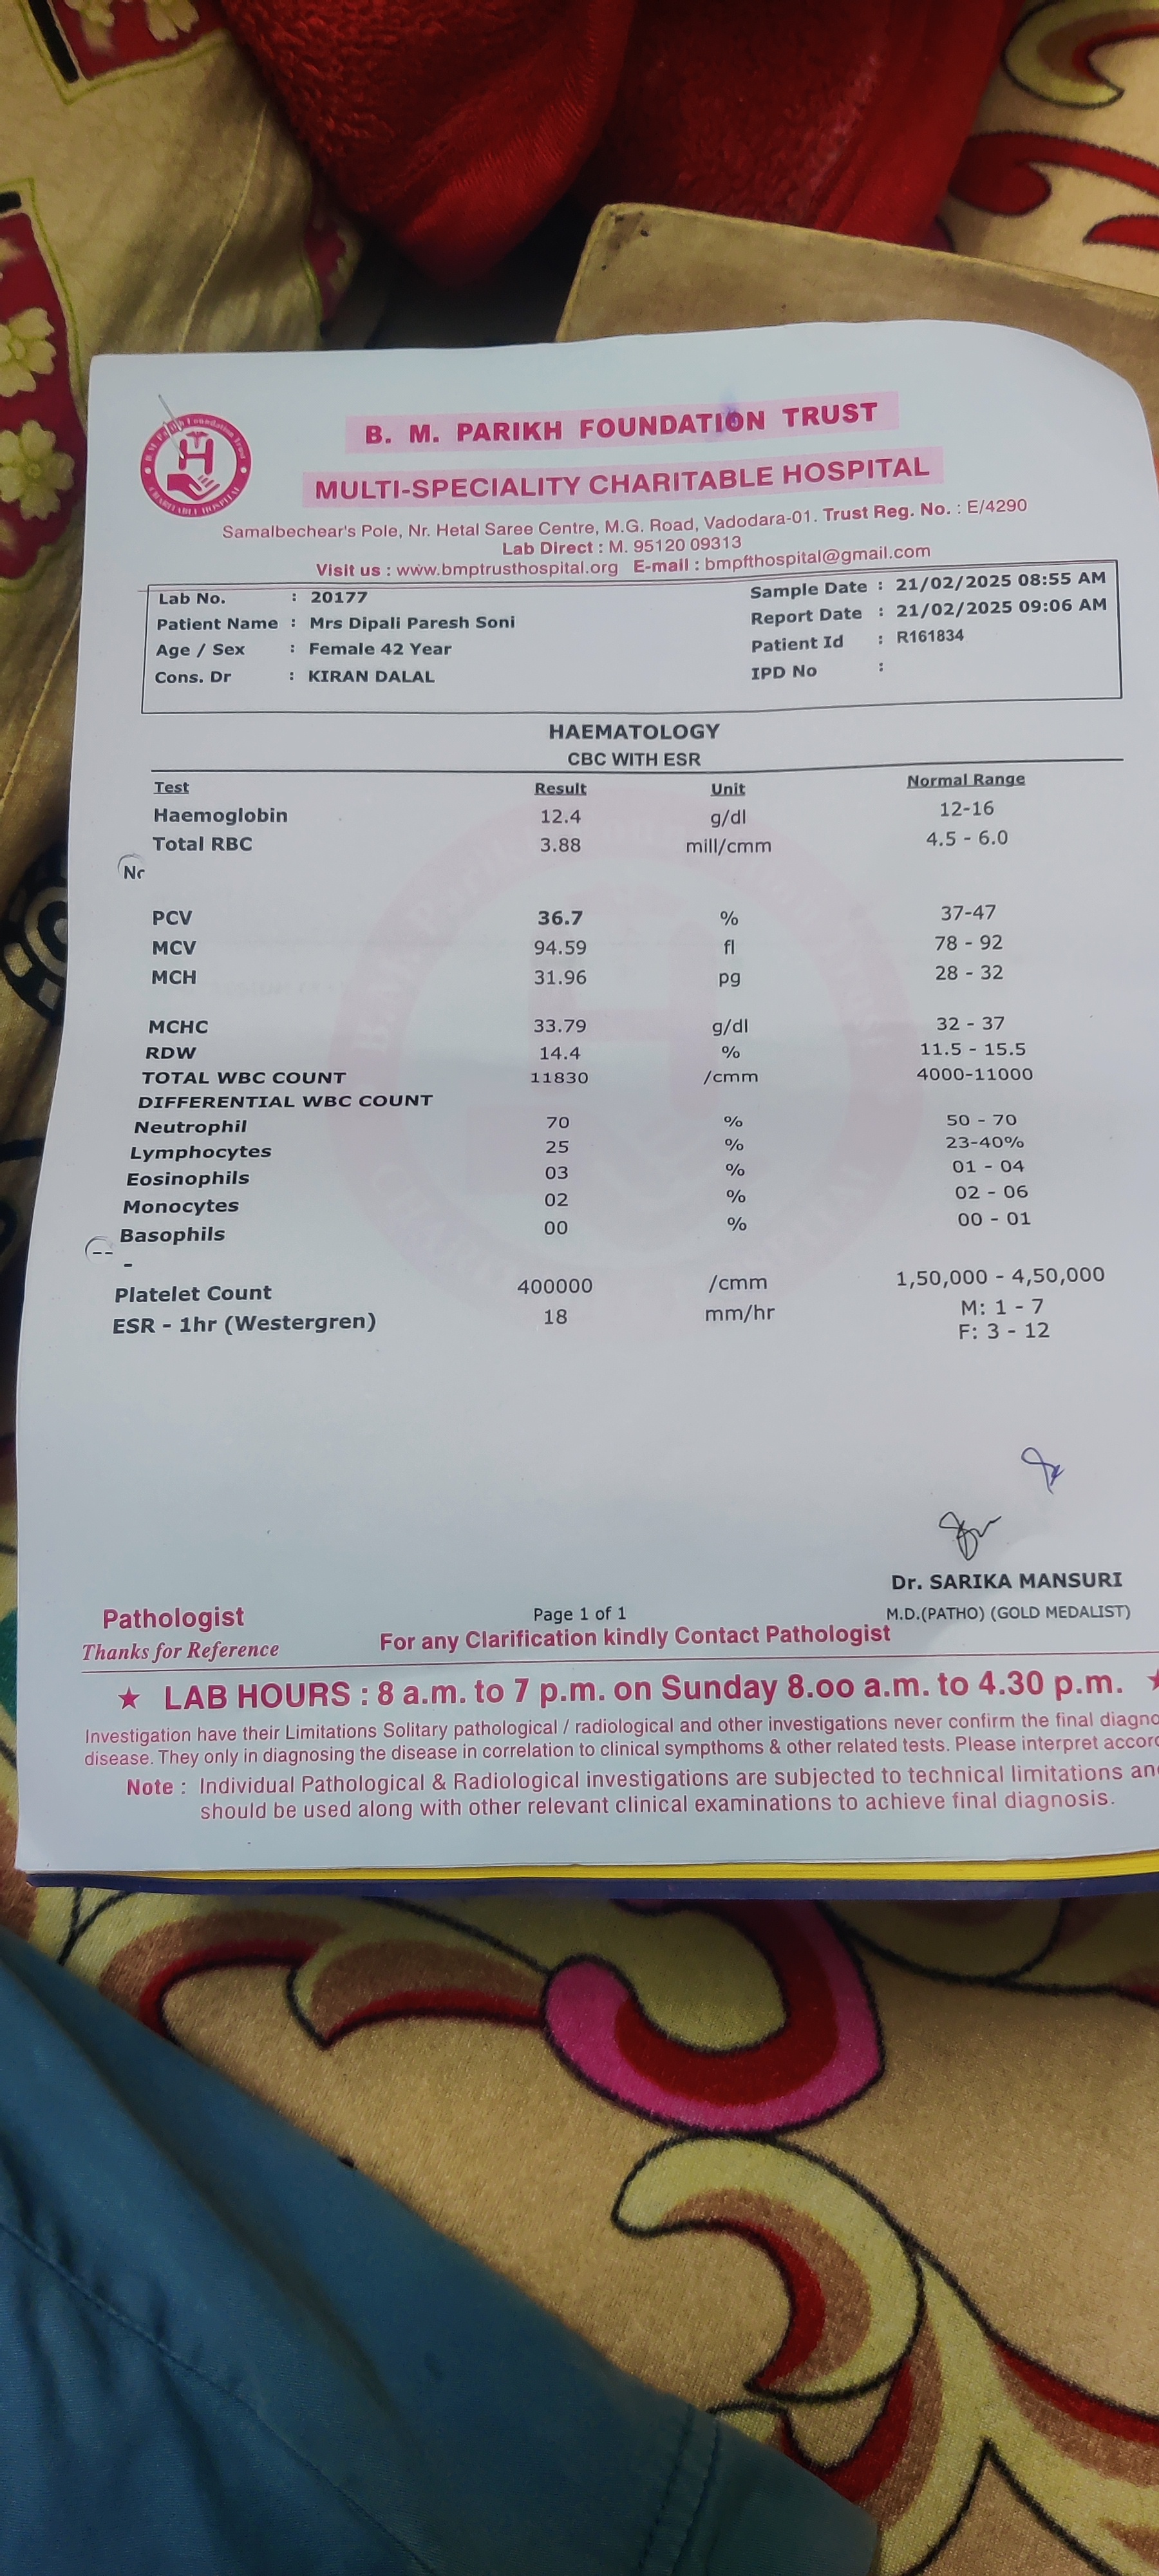 B. M. PARIKH FOUNDATION TRUST
MULTI-SPECIALITY CHARITABLE HOSPITAL
Samalbechear's Pole, Nr. Hetal Saree Centre, M.G. Road, Vadodara-01. Trust Reg. No. : E/4290
Lab Direct : M. 95120 09313
Visit us : www.bmptrusthospital.org E-mail : bmpfthospital@gmail.com
Lab No. : 20177 Sample Date : 21/02/2025 08:55 AM
Patient Name : Mrs Dipali Paresh Soni Report Date : 21/02/2025 09:06 AM
Age / Sex : Female 42 Year Patient Id : R161834
Cons. Dr : KIRAN DALAL IPD No :
HAEMATOLOGY
CBC WITH ESR
Test Result Unit Normal Range
Haemoglobin 12.4 g/dl 12-16
Total RBC 3.88 mill/cmm 4.5 - 6.0
Nc
PCV 36.7 % 37-47
MCV 94.59 fl 78 - 92
MCH 31.96 pg 28 - 32
MCHC 33.79 g/dl 32 - 37
RDW 14.4 % 11.5 - 15.5
TOTAL WBC COUNT 11830 /cmm 4000-11000
DIFFERENTIAL WBC COUNT
Neutrophil 70 % 50 - 70
Lymphocytes 25 % 23-40%
Eosinophils 03 % 01 - 04
Monocytes 02 % 02 - 06
Basophils 00 % 00 - 01
--
-
Platelet Count 400000 /cmm 1,50,000 - 4,50,000
ESR - 1hr (Westergren) 18 mm/hr M: 1 - 7
F: 3 - 12
Dr. SARIKA MANSURI
Pathologist Page 1 of 1 M.D.(PATHO) (GOLD MEDALIST)
Thanks for Reference For any Clarification kindly Contact Pathologist
★ LAB HOURS : 8 a.m. to 7 p.m. on Sunday 8.oo a.m. to 4.30 p.m. ★
Investigation have their Limitations Solitary pathological / radiological and other investigations never confirm the final diagno
disease. They only in diagnosing the disease in correlation to clinical sympthoms & other related tests. Please interpret accor
Note : Individual Pathological & Radiological investigations are subjected to technical limitations an
should be used along with other relevant clinical examinations to achieve final diagnosis.